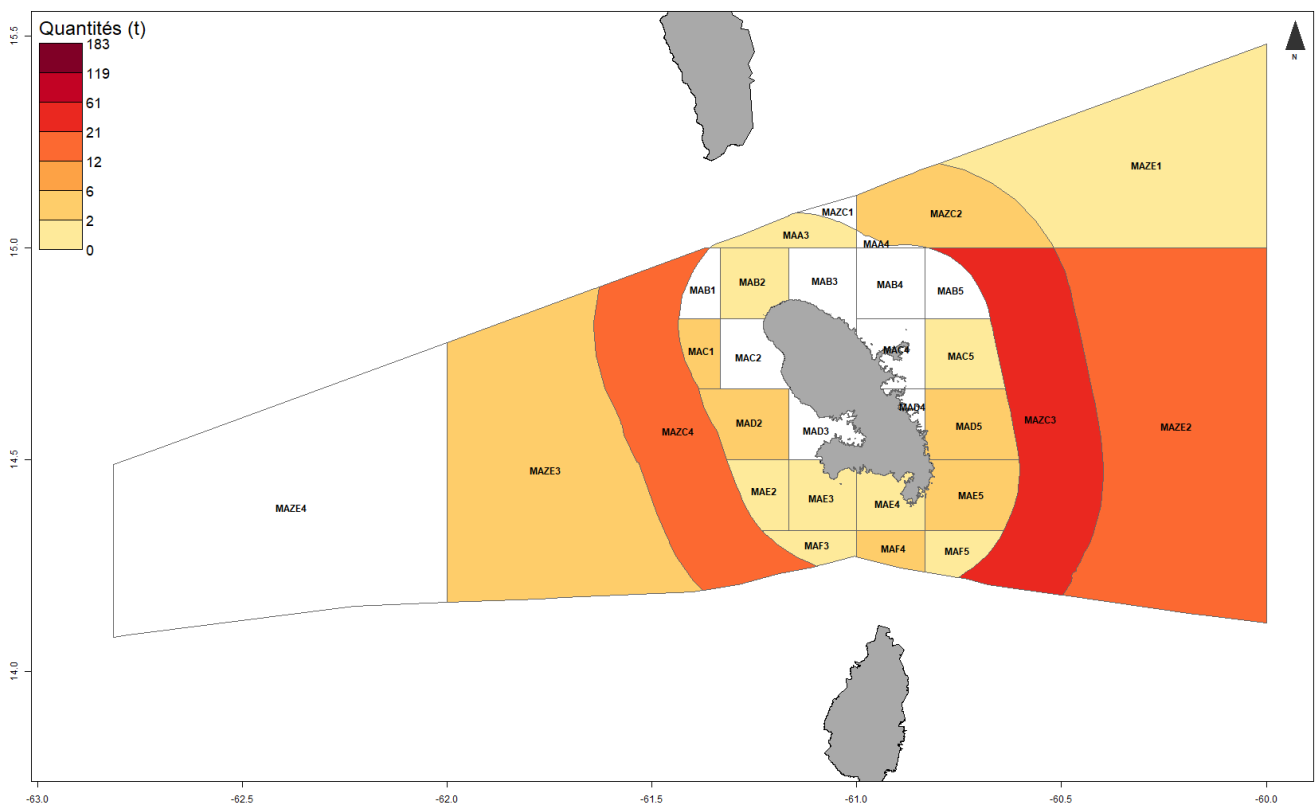 Quantités (t)
183
119
61
21
12
6
2
0
N
15.5
15.0
14.5
14.0
MAZE1
MAZC1
MAZC2
MAA3
MAA4
MAB1
MAB2
MAB3
MAB4
MAB5
MAC1
MAC2
MAC4
MAC5
MAZC4
MAD2
MAD3
MAD4
MAD5
MAZC3
MAZE2
MAZE3
MAZE4
MAE2
MAE3
MAE4
MAE5
MAF3
MAF4
MAF5
-63.0
-62.5
-62.0
-61.5
-61.0
-60.5
-60.0